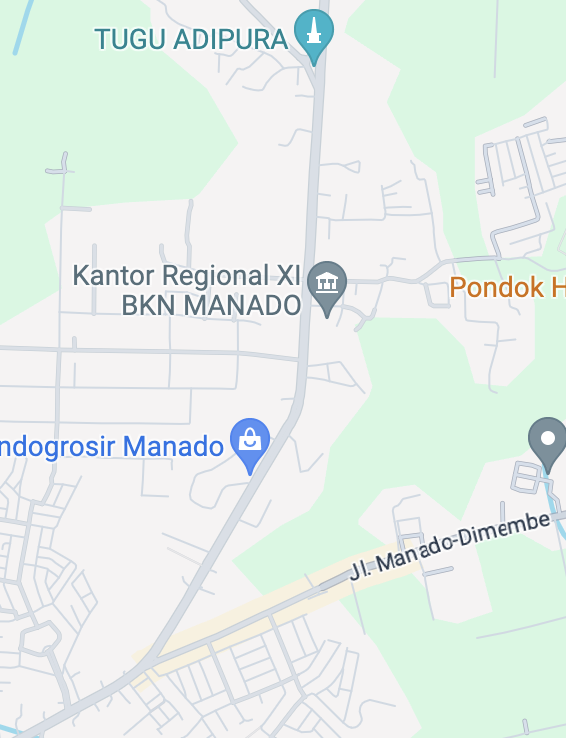 TUGU ADIPURA
Kantor Regional XI
BKN MANADO
Pondok H
ndogrosir Manado
Jl. Manado-Dimembe